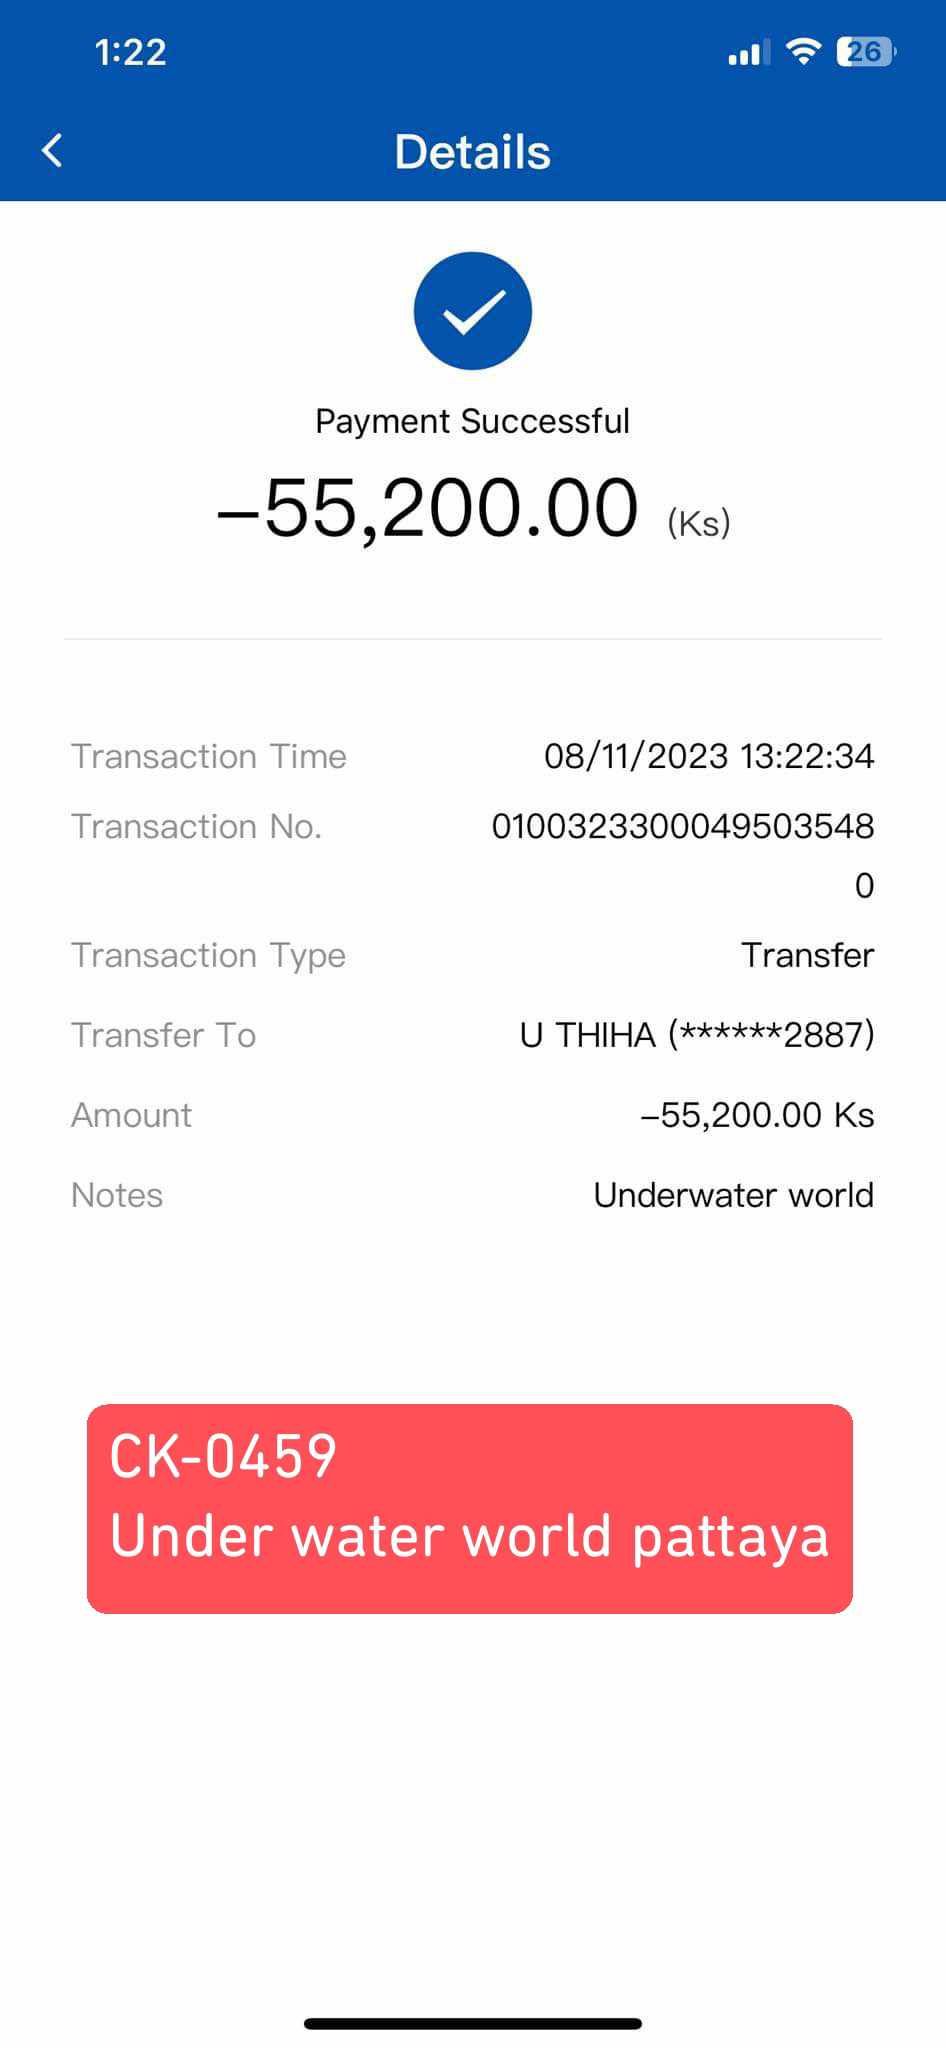 1:22
26
Details
Payment Successful
-55,200.00 (Ks)
Transaction Time 08/11/2023 13:22:34
Transaction No. 0100323300049503548
0
Transaction Type Transfer
Transfer To U THIHA (******2887)
Amount -55,200.00 Ks
Notes Underwater world
CK-0459
Under water world pattaya